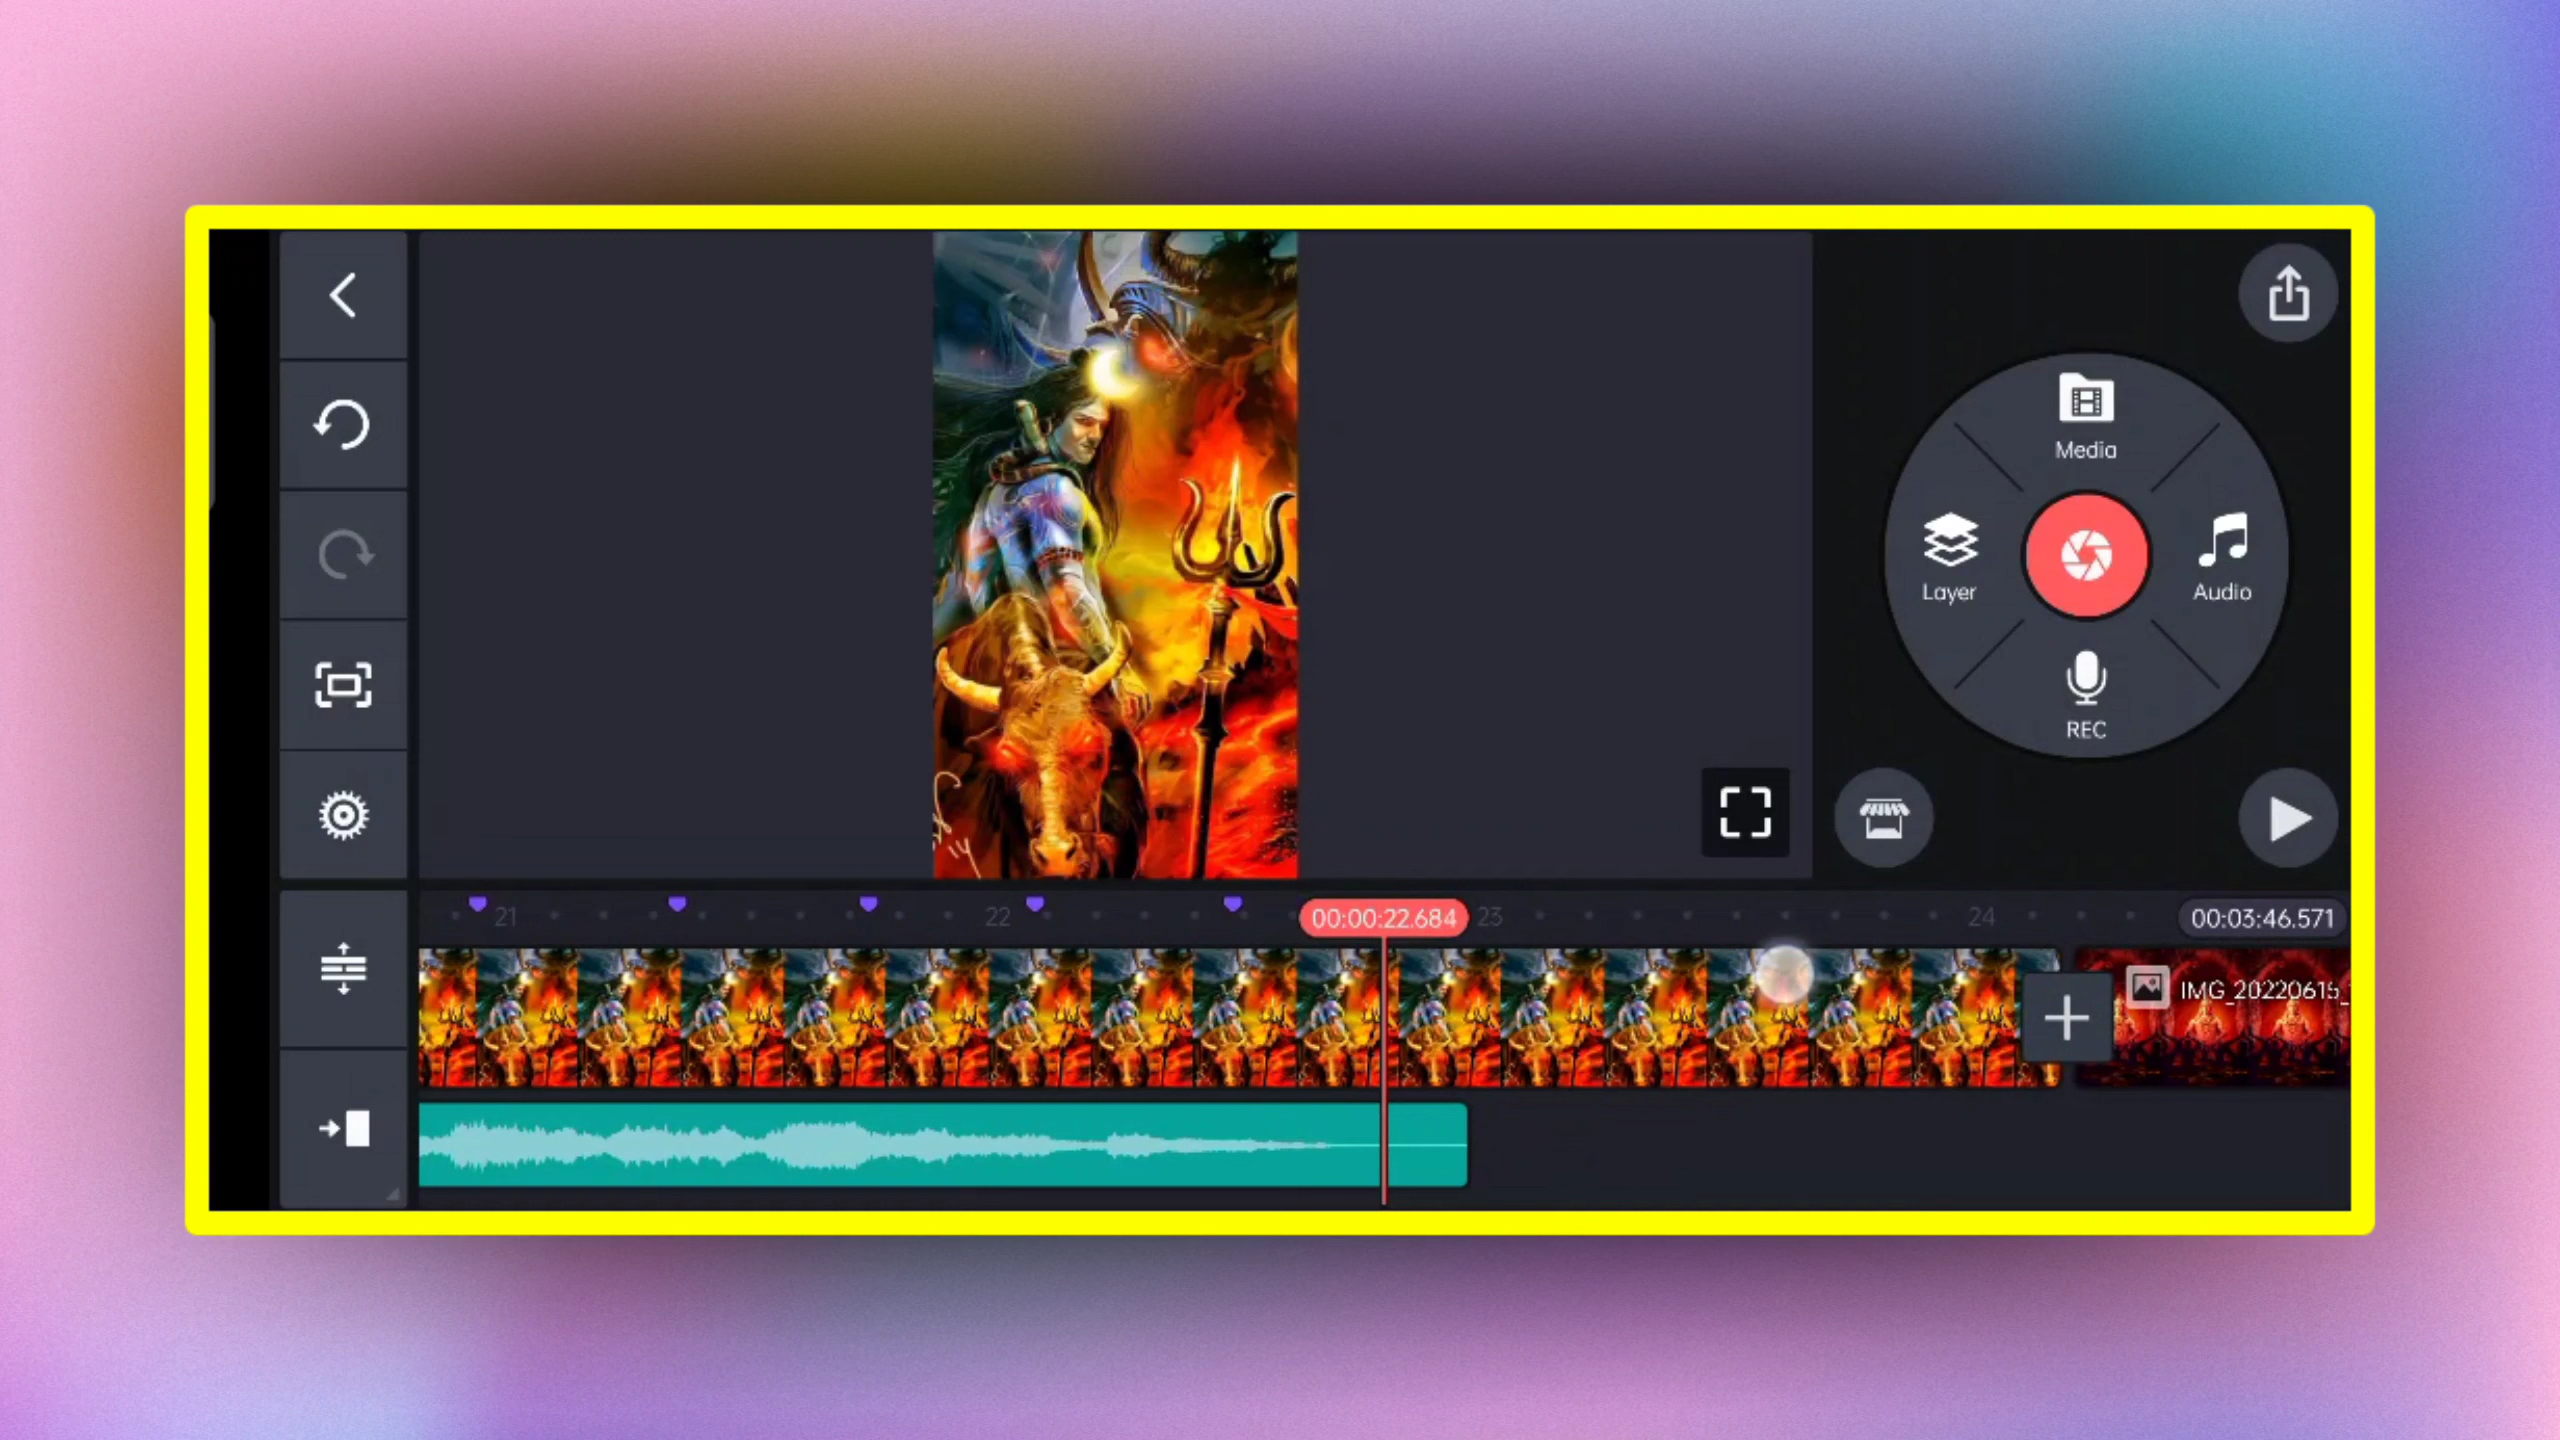 Media
Layer
Audio
REC
21
22
00:00:22.684
23
24
00:03:46.571
IMG_20220615_